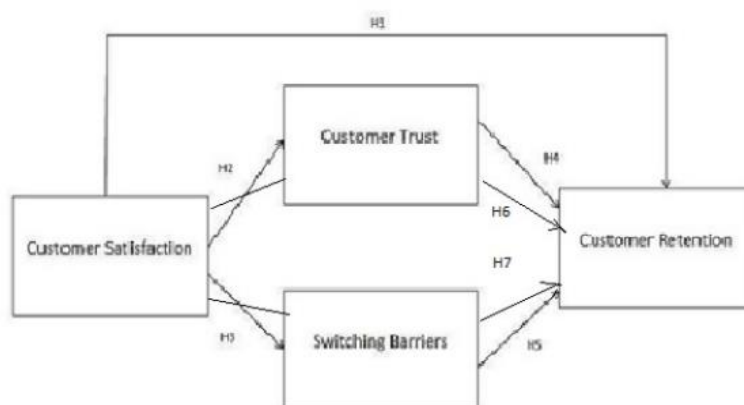 H1
Customer Trust
H2
H4
H6
Customer Satisfaction
Customer Retention
H7
H3
Switching Barriers
H5